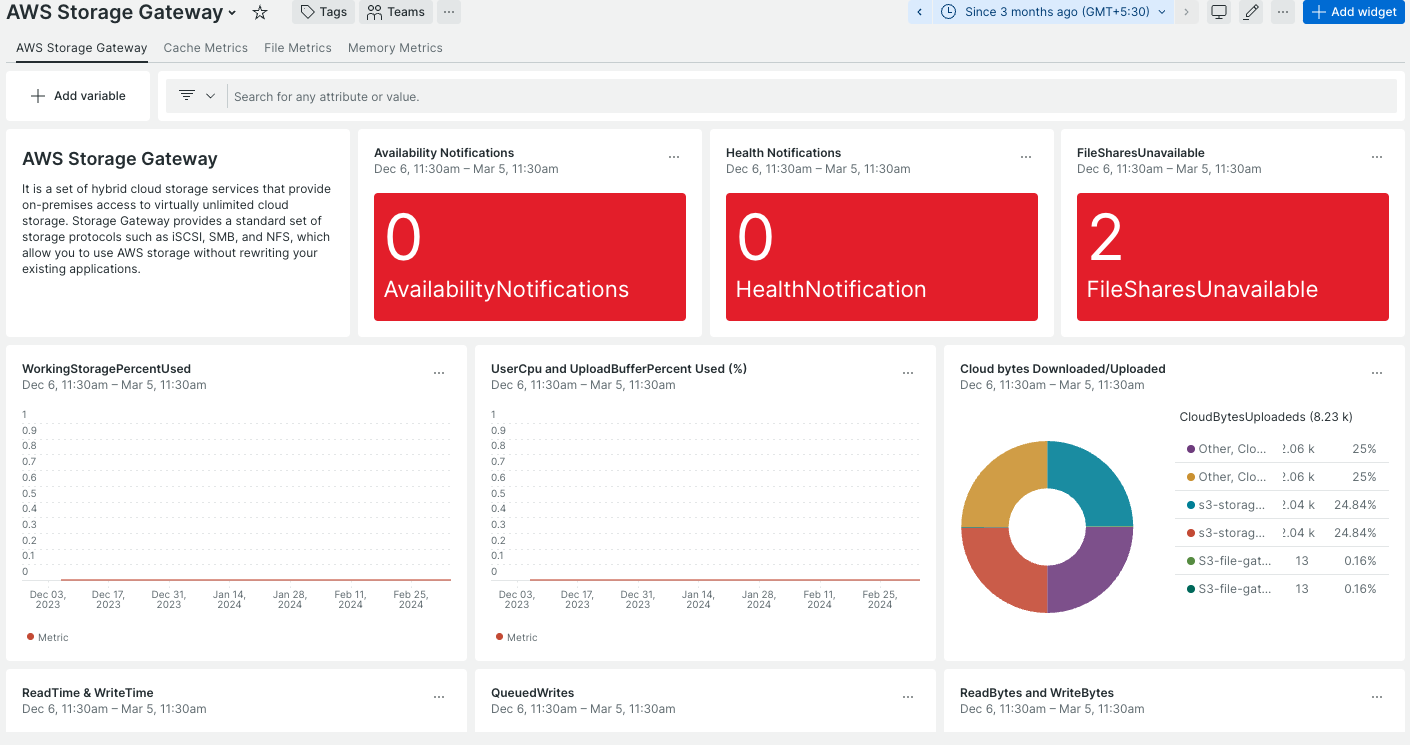 AWS Storage Gateway
Tags
Teams
...
Since 3 months ago (GMT+5:30)
...
Add widget
AWS Storage Gateway
Cache Metrics
File Metrics
Memory Metrics
Add variable
Search for any attribute or value.
AWS Storage Gateway
It is a set of hybrid cloud storage services that provide
on-premises access to virtually unlimited cloud
storage. Storage Gateway provides a standard set of
storage protocols such as iSCSI, SMB, and NFS, which
allow you to use AWS storage without rewriting your
existing applications.
Availability Notifications
...
Dec 6, 11:30am – Mar 5, 11:30am
0
AvailabilityNotifications
Health Notifications
...
Dec 6, 11:30am – Mar 5, 11:30am
0
HealthNotification
FileSharesUnavailable
...
Dec 6, 11:30am – Mar 5, 11:30am
2
FileSharesUnavailable
WorkingStoragePercentUsed
...
Dec 6, 11:30am – Mar 5, 11:30am
1
0.9
0.8
0.7
0.6
0.5
0.4
0.3
0.2
0.1
0
Dec 03,
2023
Dec 17,
2023
Dec 31,
2023
Jan 14,
2024
Jan 28,
2024
Feb 11,
2024
Feb 25,
2024
Metric
UserCpu and UploadBufferPercent Used (%)
...
Dec 6, 11:30am – Mar 5, 11:30am
1
0.9
0.8
0.7
0.6
0.5
0.4
0.3
0.2
0.1
0
Dec 03,
2023
Dec 17,
2023
Dec 31,
2023
Jan 14,
2024
Jan 28,
2024
Feb 11,
2024
Feb 25,
2024
Metric
Cloud bytes Downloaded/Uploaded
...
Dec 6, 11:30am – Mar 5, 11:30am
CloudBytesUploadeds (8.23 k)
Other, Clo... 2.06 k 25%
Other, Clo... 2.06 k 25%
s3-storag... 2.04 k 24.84%
s3-storag... 2.04 k 24.84%
S3-file-gat... 13 0.16%
S3-file-gat... 13 0.16%
ReadTime & WriteTime
...
Dec 6, 11:30am – Mar 5, 11:30am
QueuedWrites
...
Dec 6, 11:30am – Mar 5, 11:30am
ReadBytes and WriteBytes
...
Dec 6, 11:30am – Mar 5, 11:30am